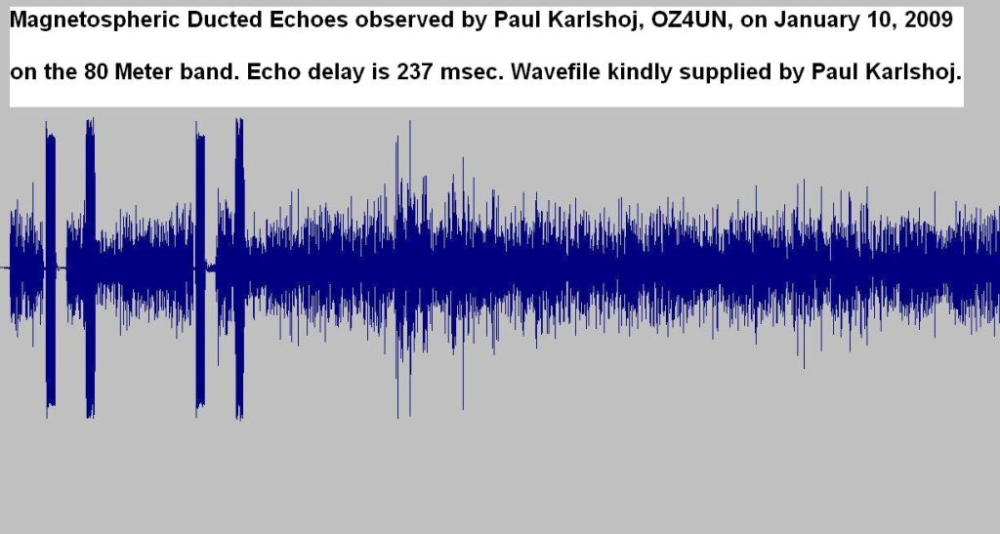 Magnetospheric Ducted Echoes observed by Paul Karlshoj, OZ4UN, on January 10, 2009
on the 80 Meter band. Echo delay is 237 msec. Wavefile kindly supplied by Paul Karlshoj.